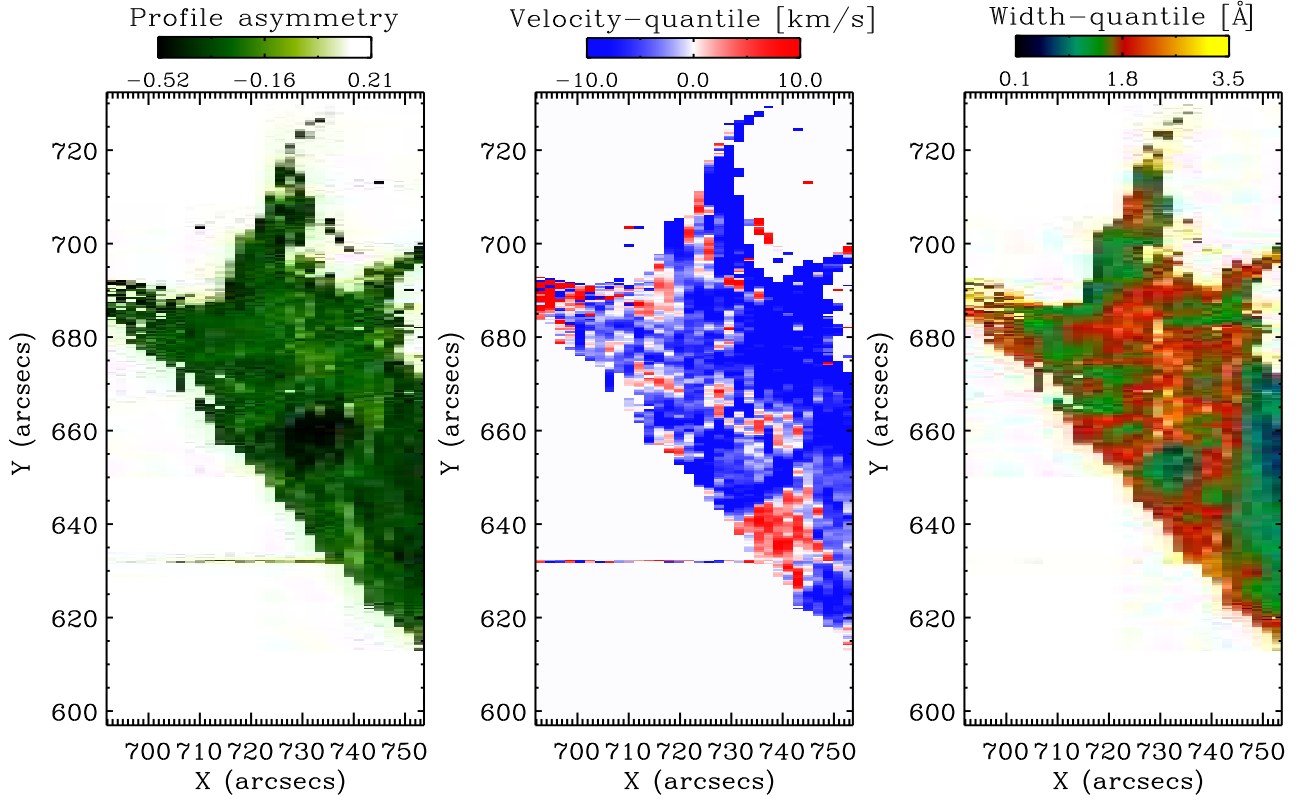 Profile asymmetry
Velocity-quantile [km/s]
Width-quantile [Å]
-0.52 -0.16 0.21
-10.0 0.0 10.0
0.1 1.8 3.5
720
700
680
660
640
620
600
Y (arcsecs)
700 710 720 730 740 750
X (arcsecs)
720
700
680
660
640
620
600
Y (arcsecs)
700 710 720 730 740 750
X (arcsecs)
720
700
680
660
640
620
600
Y (arcsecs)
700 710 720 730 740 750
X (arcsecs)